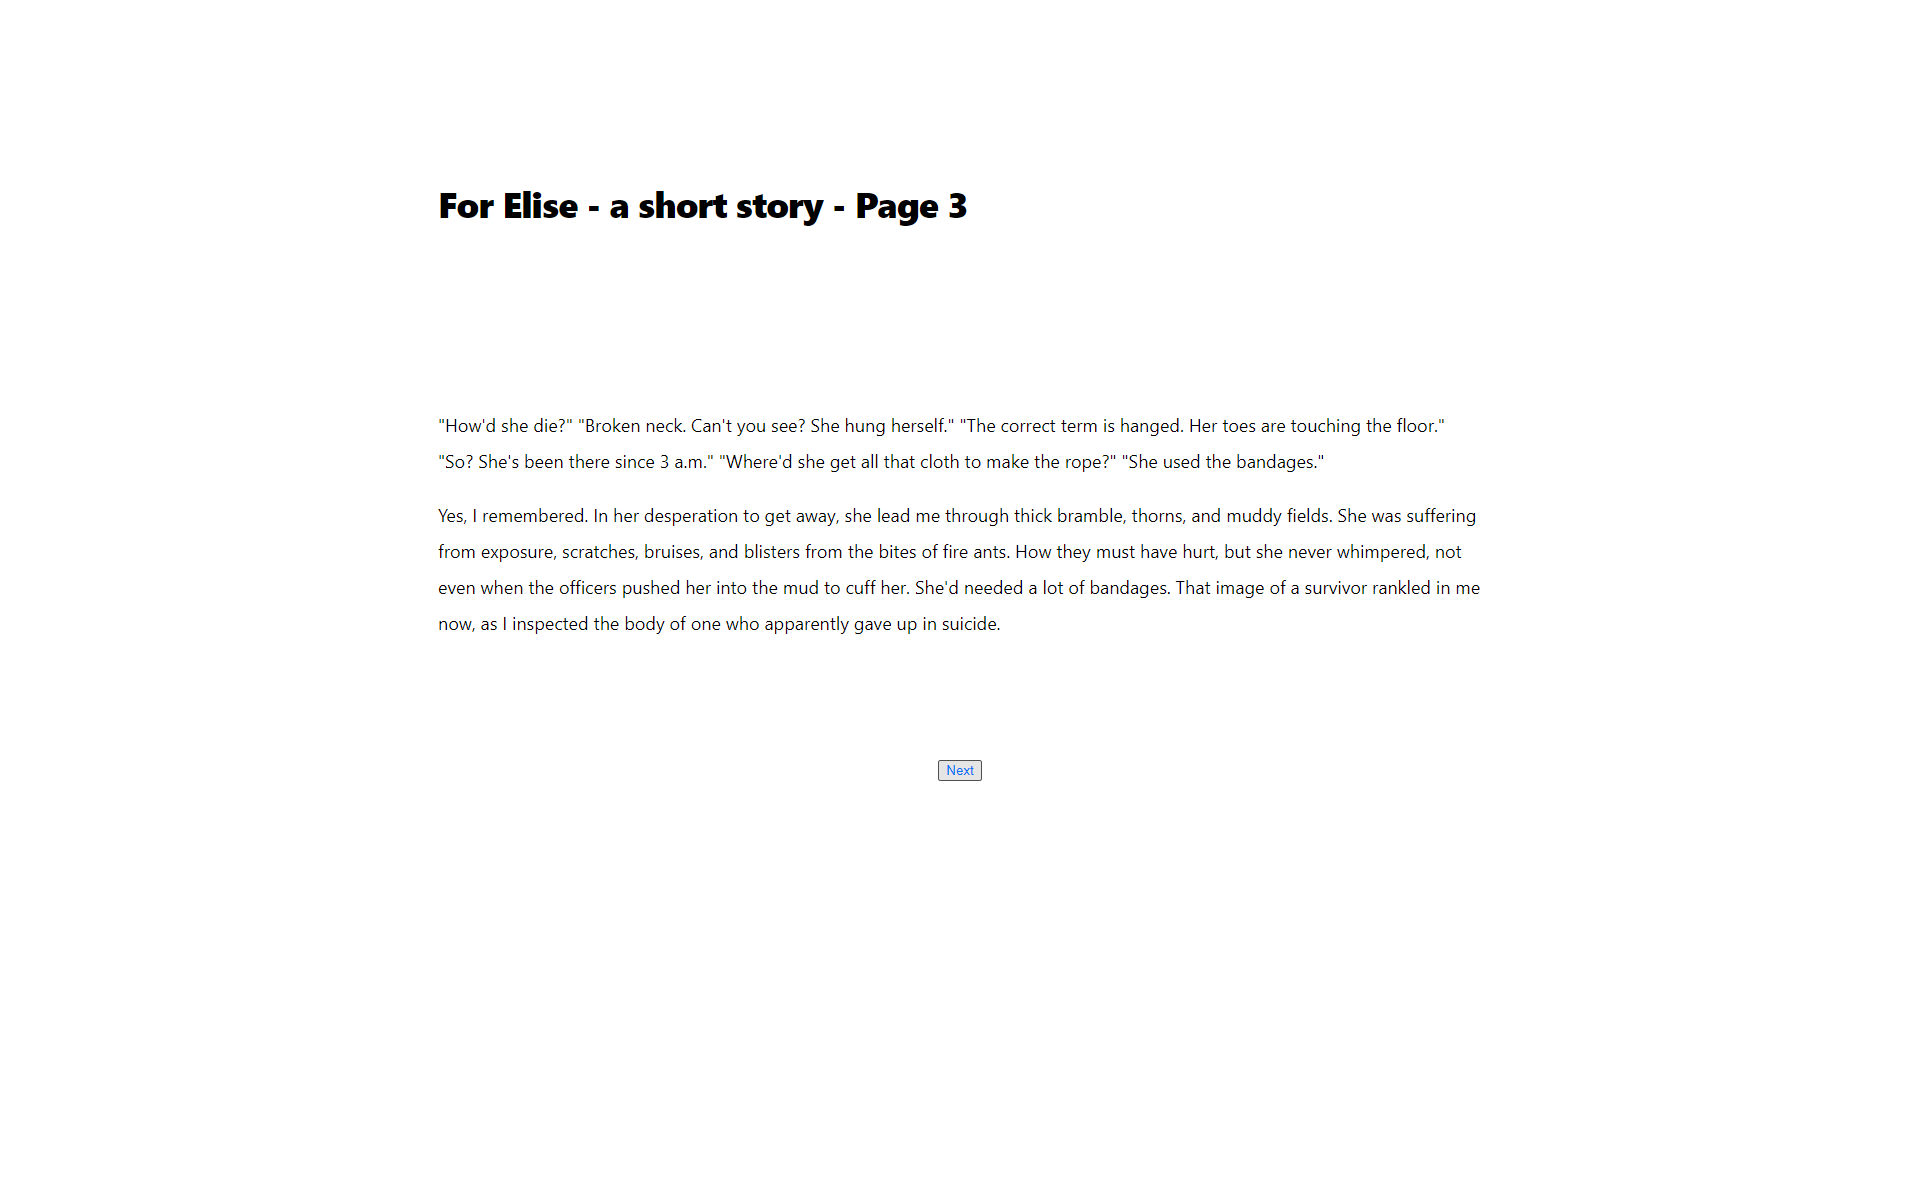 For Elise - a short story - Page 3
"How'd she die?" "Broken neck. Can't you see? She hung herself." "The correct term is hanged. Her toes are touching the floor."
"So? She's been there since 3 a.m." "Where'd she get all that cloth to make the rope?" "She used the bandages."
Yes, I remembered. In her desperation to get away, she lead me through thick bramble, thorns, and muddy fields. She was suffering
from exposure, scratches, bruises, and blisters from the bites of fire ants. How they must have hurt, but she never whimpered, not
even when the officers pushed her into the mud to cuff her. She'd needed a lot of bandages. That image of a survivor rankled in me
now, as I inspected the body of one who apparently gave up in suicide.
Next